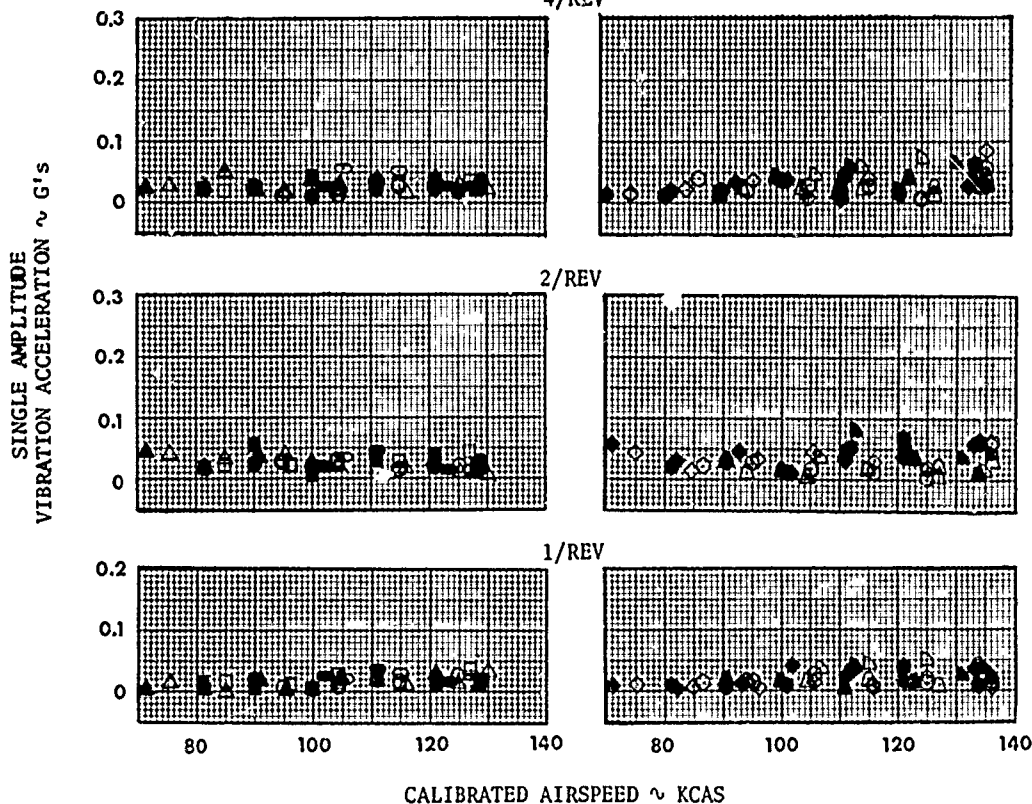 4/REV
0.3
0.2
0.1
0
2/REV
0.3
0.2
0.1
0
1/REV
0.2
0.1
0
80 100 120 140 80 100 120 140
SINGLE AMPLITUDE
VIBRATION ACCELERATION ~ G's
CALIBRATED AIRSPEED ~ KCAS